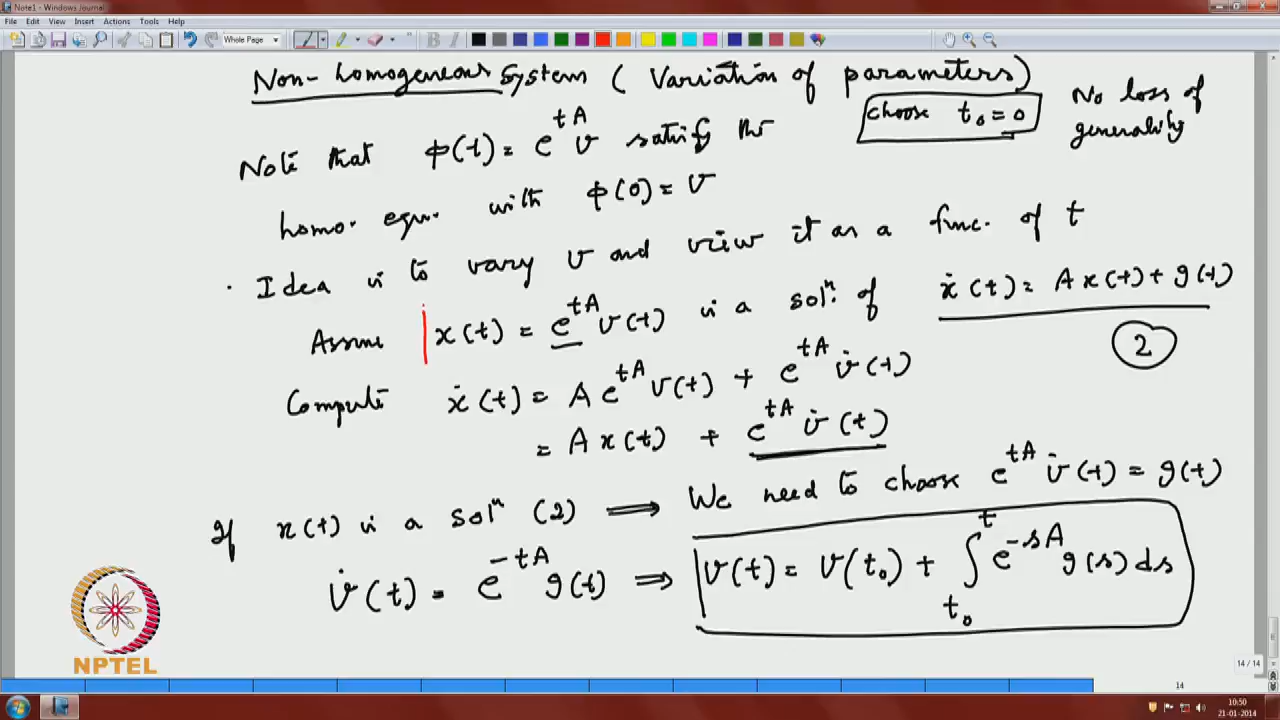 Note1 - Windows Journal
File Edit View Insert Actions Tools Help
Whole Page
Non-homogeneous System (Variation of parameters)
choose t₀ = 0
No loss of
generality
Note that φ(t) = e^{tA} v satisfy the
homo. equ. with φ(0) = v
· Idea is to vary v and view it as a func. of t
Assume x(t) = e^{tA} v(t) is a solⁿ. of ẋ(t) = A x(t) + g(t)
2
Compute ẋ(t) = A e^{tA} v(t) + e^{tA} v̇(t)
= A x(t) + e^{tA} v̇(t)
If x(t) is a solⁿ (2) ⟹ We need to choose e^{tA} v̇(t) = g(t)
v̇(t) = e^{-tA} g(t) ⟹ v(t) = v(t₀) + ∫_{t₀}^{t} e^{-sA} g(s) ds
NPTEL
14 / 14
14
10:50
21-01-2014